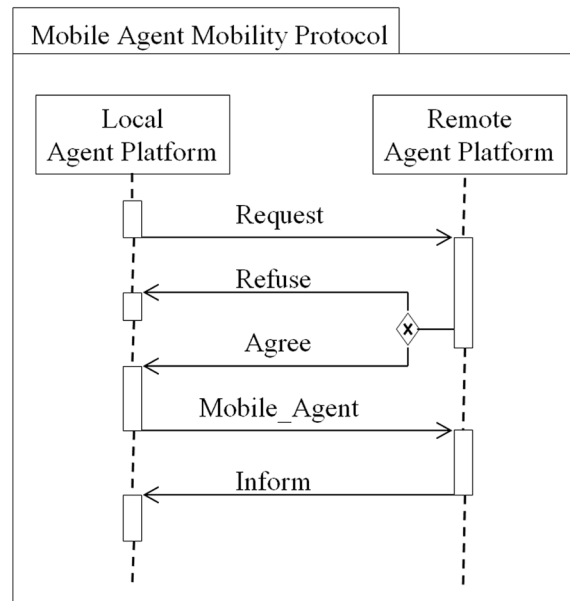 Mobile Agent Mobility Protocol
Local
Agent Platform
Remote
Agent Platform
Request
Refuse
x
Agree
Mobile_Agent
Inform